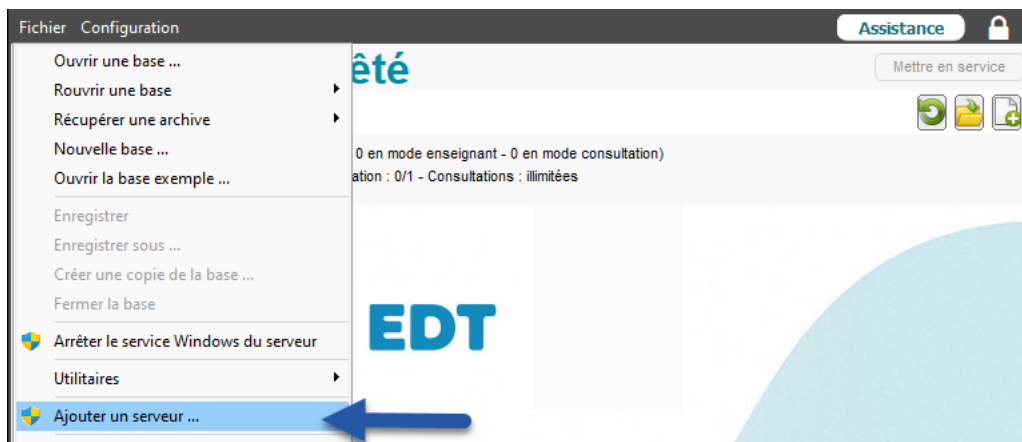 Fichier Configuration
Assistance
Ouvrir une base ...
été
Mettre en service
Rouvrir une base
Récupérer une archive
Nouvelle base ...
0 en mode enseignant - 0 en mode consultation)
Ouvrir la base exemple ...
ation : 0/1 - Consultations : illimitées
Enregistrer
Enregistrer sous ...
Créer une copie de la base ...
Fermer la base
EDT
Arrêter le service Windows du serveur
Utilitaires
Ajouter un serveur ...